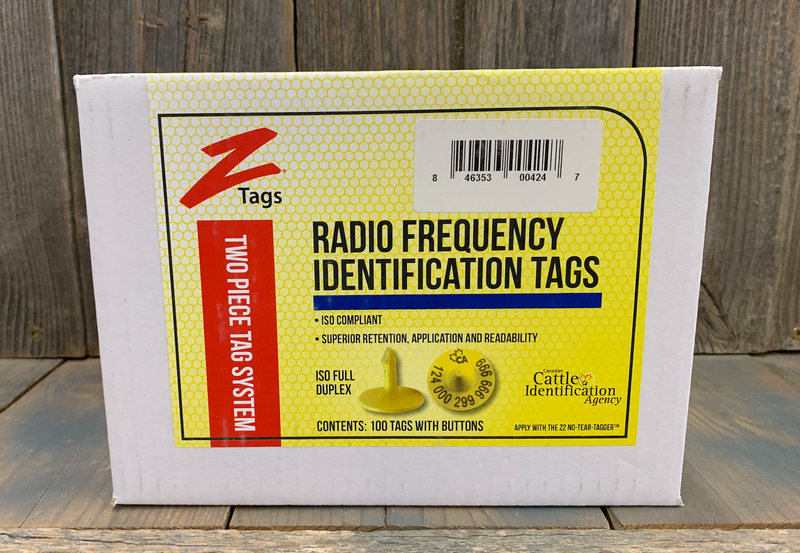 Z
Tags
8 46353 00424 7
TWO PIECE TAG SYSTEM
RADIO FREQUENCY
IDENTIFICATION TAGS
• ISO COMPLIANT
• SUPERIOR RETENTION, APPLICATION AND READABILITY
ISO FULL
DUPLEX
CA
124 000 299 999 999
Canadian
Cattle
Identification
Agency
CONTENTS: 100 TAGS WITH BUTTONS
APPLY WITH THE Z2 NO-TEAR-TAGGER™